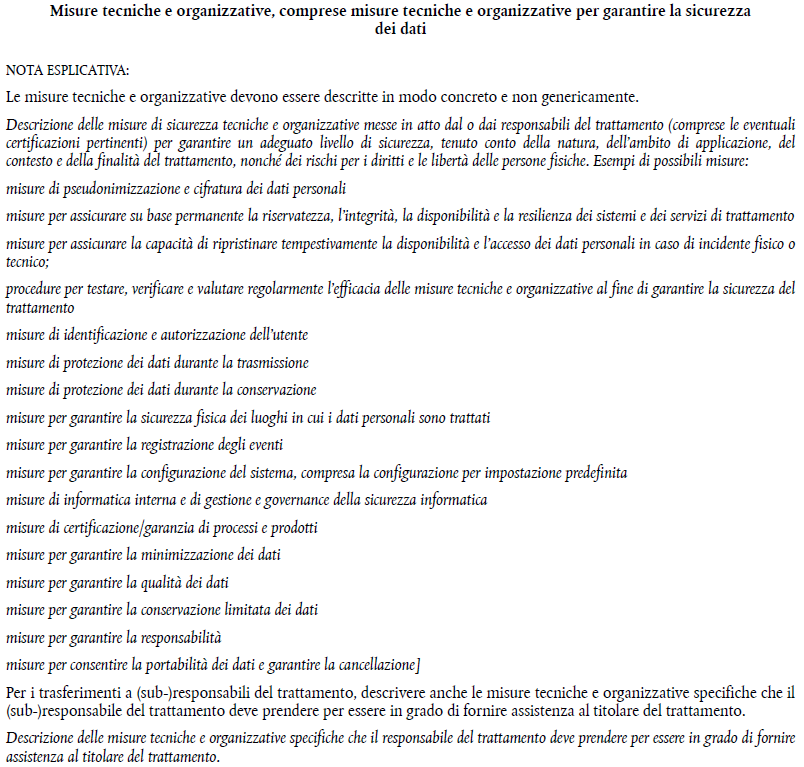 Misure tecniche e organizzative, comprese misure tecniche e organizzative per garantire la sicurezza
dei dati
NOTA ESPLICATIVA:
Le misure tecniche e organizzative devono essere descritte in modo concreto e non genericamente.
Descrizione delle misure di sicurezza tecniche e organizzative messe in atto dal o dai responsabili del trattamento (comprese le eventuali
certificazioni pertinenti) per garantire un adeguato livello di sicurezza, tenuto conto della natura, dell'ambito di applicazione, del
contesto e della finalità del trattamento, nonché dei rischi per i diritti e le libertà delle persone fisiche. Esempi di possibili misure:
misure di pseudonimizzazione e cifratura dei dati personali
misure per assicurare su base permanente la riservatezza, l'integrità, la disponibilità e la resilienza dei sistemi e dei servizi di trattamento
misure per assicurare la capacità di ripristinare tempestivamente la disponibilità e l'accesso dei dati personali in caso di incidente fisico o
tecnico;
procedure per testare, verificare e valutare regolarmente l'efficacia delle misure tecniche e organizzative al fine di garantire la sicurezza del
trattamento
misure di identificazione e autorizzazione dell'utente
misure di protezione dei dati durante la trasmissione
misure di protezione dei dati durante la conservazione
misure per garantire la sicurezza fisica dei luoghi in cui i dati personali sono trattati
misure per garantire la registrazione degli eventi
misure per garantire la configurazione del sistema, compresa la configurazione per impostazione predefinita
misure di informatica interna e di gestione e governance della sicurezza informatica
misure di certificazione/garanzia di processi e prodotti
misure per garantire la minimizzazione dei dati
misure per garantire la qualità dei dati
misure per garantire la conservazione limitata dei dati
misure per garantire la responsabilità
misure per consentire la portabilità dei dati e garantire la cancellazione]
Per i trasferimenti a (sub-)responsabili del trattamento, descrivere anche le misure tecniche e organizzative specifiche che il
(sub-)responsabile del trattamento deve prendere per essere in grado di fornire assistenza al titolare del trattamento.
Descrizione delle misure tecniche e organizzative specifiche che il responsabile del trattamento deve prendere per essere in grado di fornire
assistenza al titolare del trattamento.